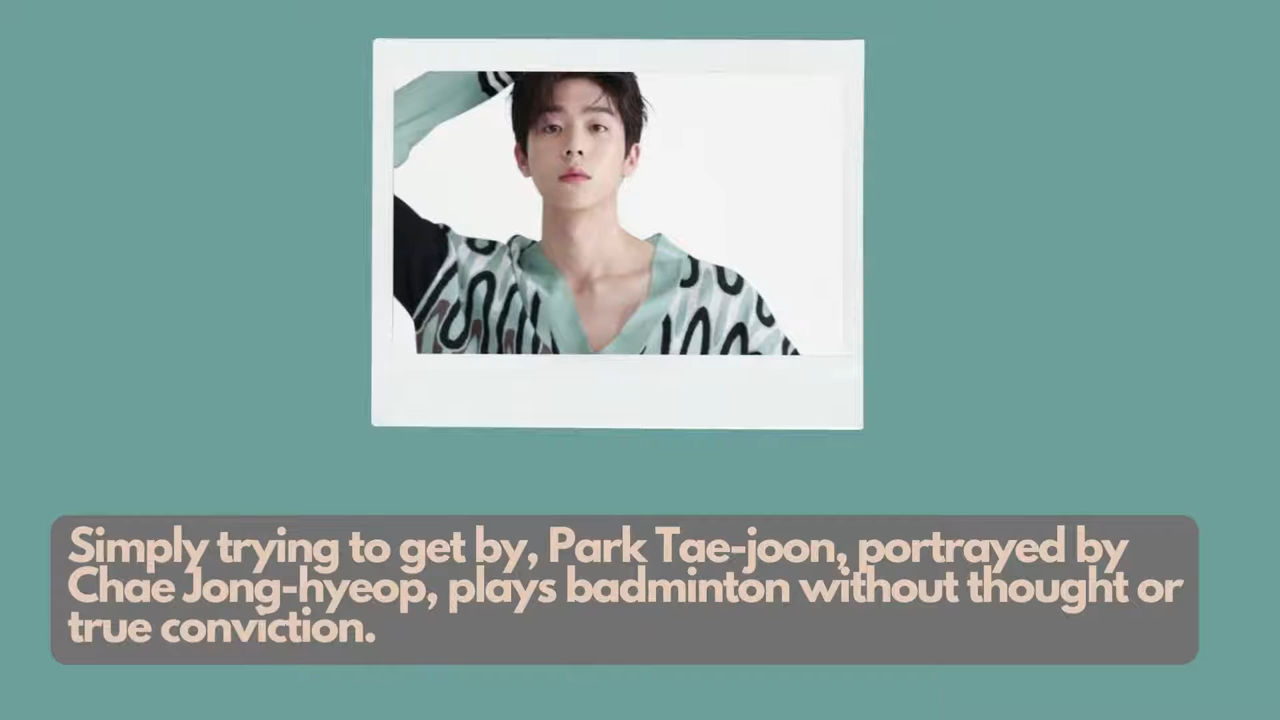 Simply trying to get by, Park Tae-joon, portrayed by
Chae Jong-hyeop, plays badminton without thought or
true conviction.